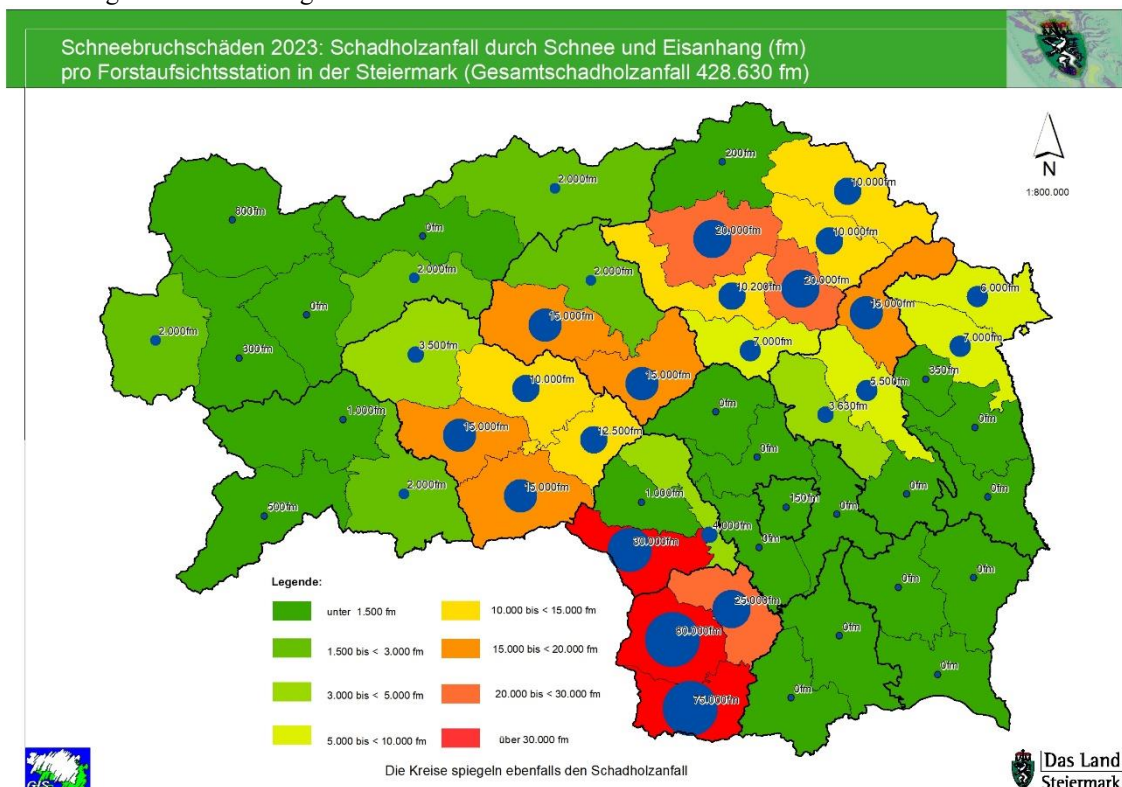 Schneebruchschäden 2023: Schadholzanfall durch Schnee und Eisanhang (fm)
pro Forstaufsichtsstation in der Steiermark (Gesamtschadholzanfall 428.630 fm)
N
1:800.000
200fm
2.000fm
10.000fm
600fm
0fm
20.000fm
10.000fm
2.000fm
2.000fm
20.000fm
10.200fm
6.000fm
0fm
15.000fm
15.000fm
2.000fm
7.000fm
7.000fm
3.500fm
300fm
15.000fm
350fm
10.000fm
5.500fm
1.000fm
0fm
3.630fm
15.000fm
12.500fm
0fm
0fm
2.000fm
15.000fm
1.000fm
0fm
0fm
500fm
150fm
0fm
4.000fm
30.000fm
0fm
0fm
0fm
25.003fm
80.000fm
0fm
0fm
75.000fm
0fm
Legende:
unter 1.500 fm
10.000 bis < 15.000 fm
1.500 bis < 3.000 fm
15.000 bis < 20.000 fm
3.000 bis < 5.000 fm
20.000 bis < 30.000 fm
5.000 bis < 10.000 fm
über 30.000 fm
Die Kreise spiegeln ebenfalls den Schadholzanfall
GIS
Das Land
Steiermark